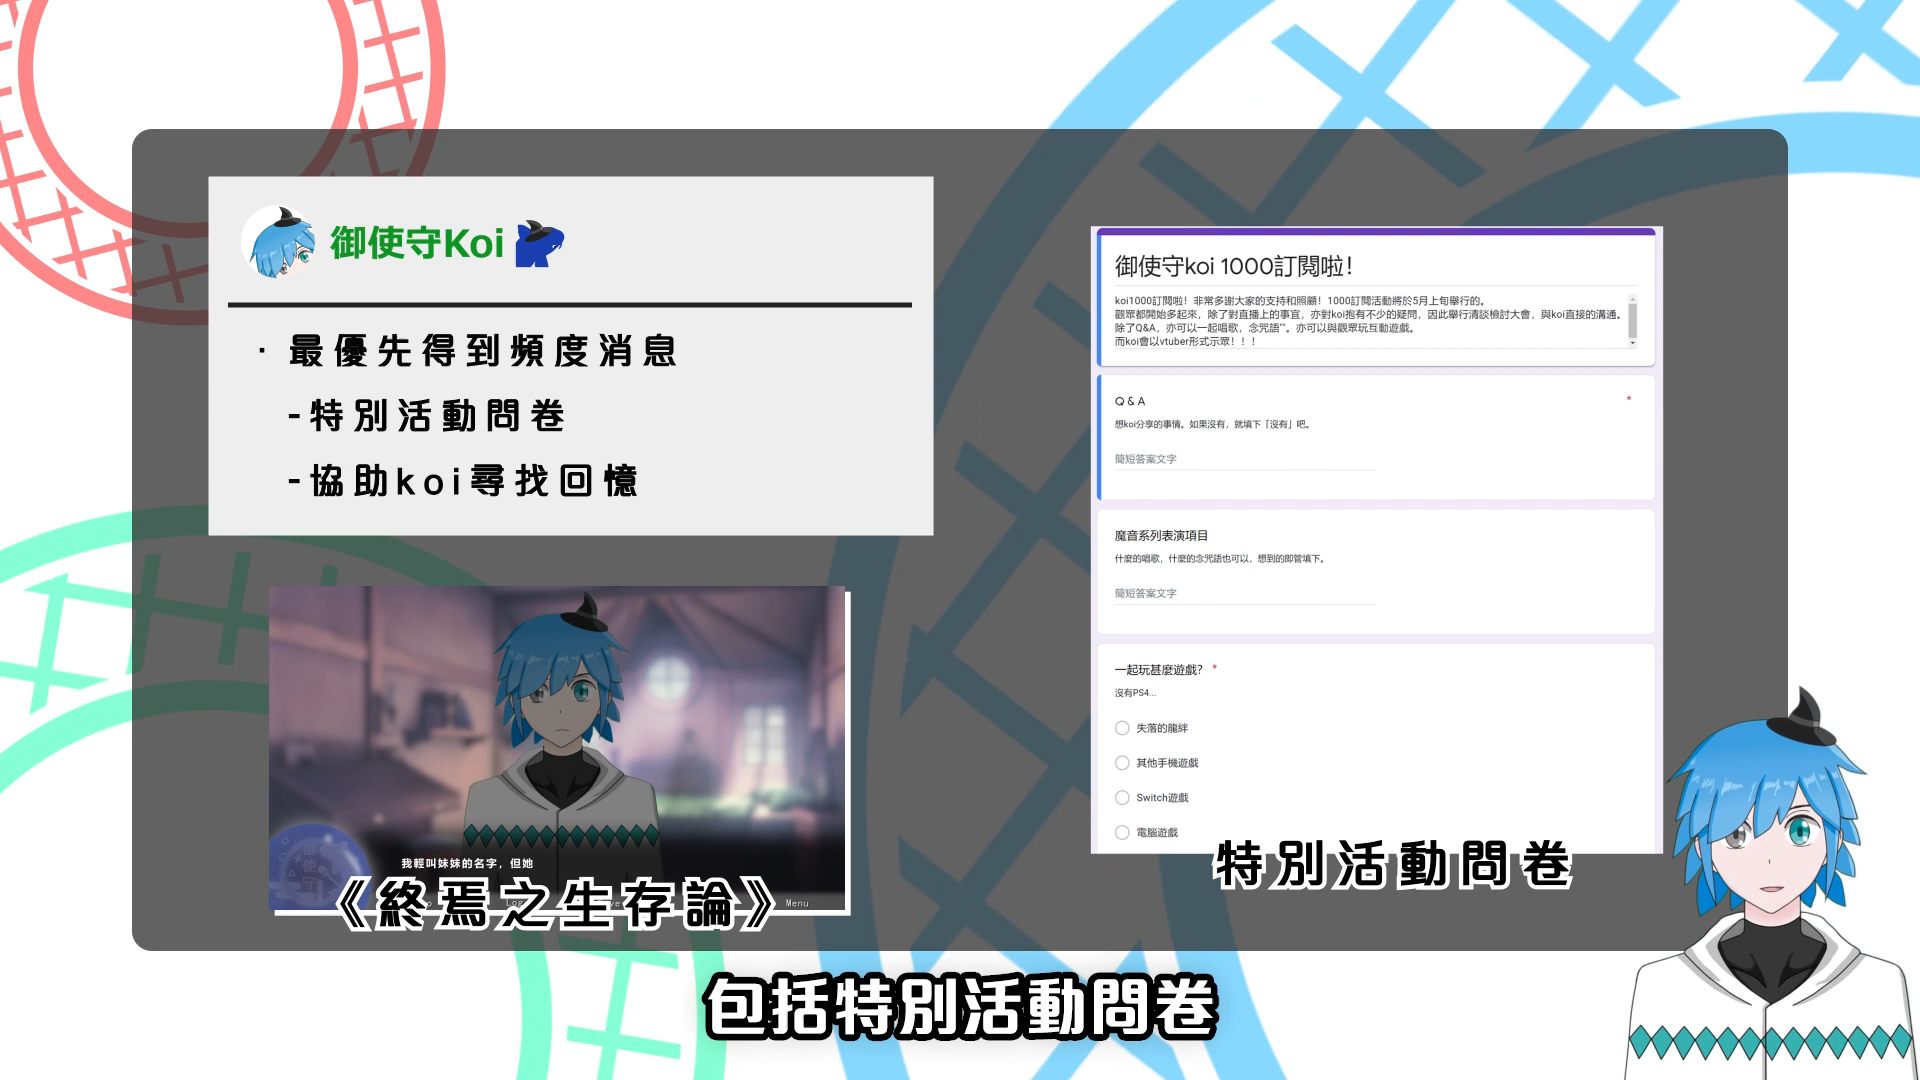 御使守Koi
· 最優先得到頻度消息
-特別活動問卷
-協助koi尋找回憶
我輕叫妹妹的名字，但她
Menu
《終焉之生存論》
御使守koi 1000訂閱啦！
koi1000訂閱啦！非常多謝大家的支持和照顧！1000訂閱活動將於5月上旬舉行的。
觀眾都開始多起來，除了對直播上的事宜，亦對koi抱有不少的疑問，因此舉行清談檢討大會，與koi直接的溝通。
除了Q&A，亦可以一起唱歌，念咒語""。亦可以與觀眾玩互動遊戲。
而koi會以vtuber形式示眾！！！
Q & A *
想koi分享的事情。如果沒有，就填下「沒有」吧。
簡短答案文字
魔音系列表演項目
什麼的唱歌，什麼的念咒語也可以，想到的即管填下。
簡短答案文字
一起玩甚麼遊戲? *
沒有PS4...
失落的龍絆
其他手機遊戲
Switch遊戲
電腦遊戲
特別活動問卷
包括特別活動問卷